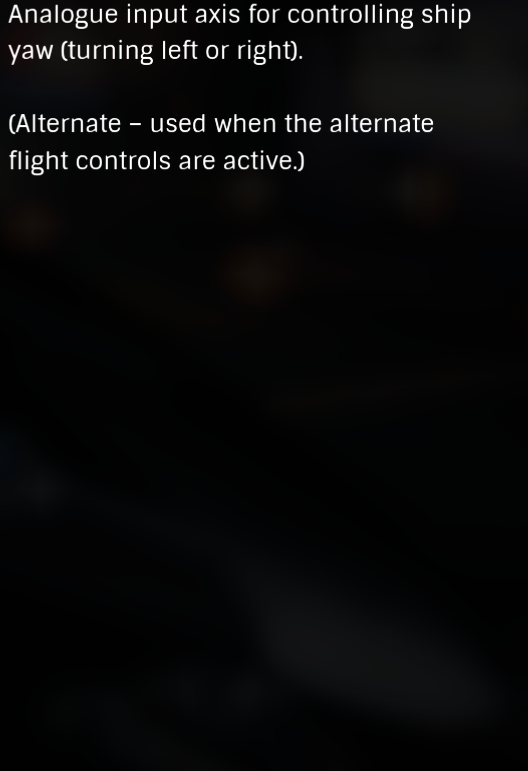 Analogue input axis for controlling ship
yaw (turning left or right).
(Alternate – used when the alternate
flight controls are active.)